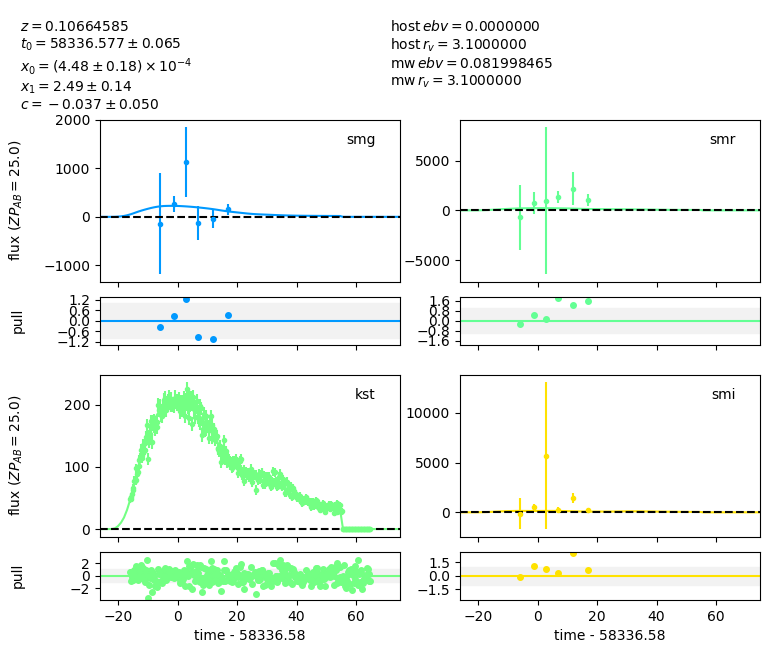 z = 0.10664585
t₀ = 58336.577 ± 0.065
x₀ = (4.48 ± 0.18) × 10⁻⁴
x₁ = 2.49 ± 0.14
c = −0.037 ± 0.050
host ebv = 0.0000000
host r_v = 3.1000000
mw ebv = 0.081998465
mw r_v = 3.1000000
smg
2000
1000
0
−1000
flux (ZP_AB = 25.0)
smr
5000
0
−5000
1.2
0.6
0.0
−0.6
−1.2
pull
1.6
0.8
0.0
−0.8
−1.6
kst
200
100
0
flux (ZP_AB = 25.0)
smi
10000
5000
0
2
0
−2
pull
1.5
0.0
−1.5
−20 0 20 40 60
time - 58336.58
−20 0 20 40 60
time - 58336.58